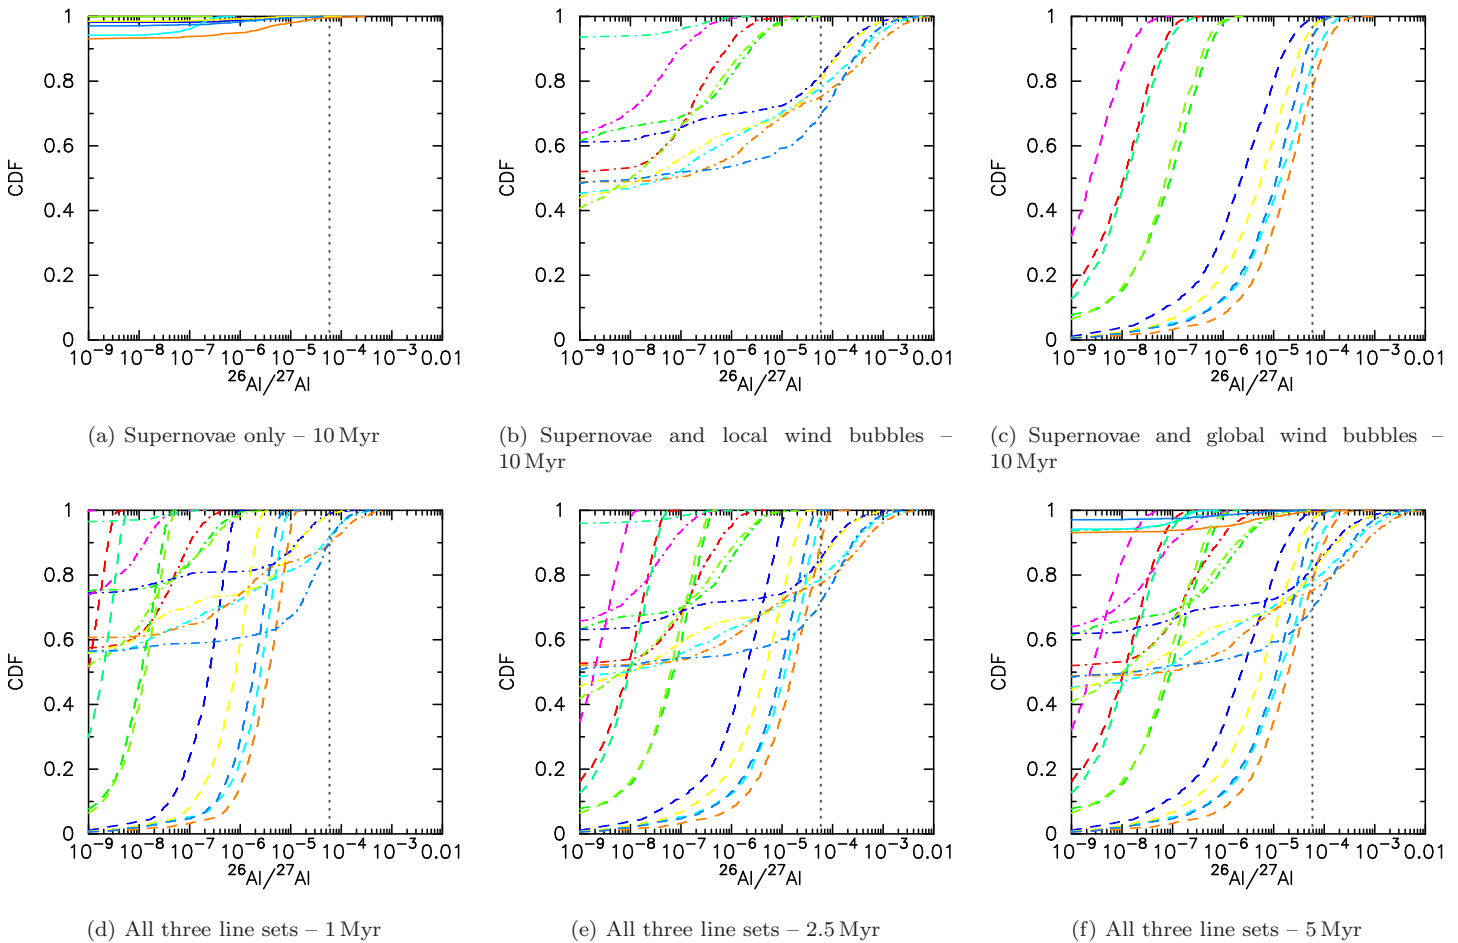 1
0.8
0.6
0.4
0.2
0
CDF
10⁻⁹ 10⁻⁸ 10⁻⁷ 10⁻⁶ 10⁻⁵ 10⁻⁴ 10⁻³ 0.01
²⁶Al/²⁷Al
1
0.8
0.6
0.4
0.2
0
CDF
10⁻⁹ 10⁻⁸ 10⁻⁷ 10⁻⁶ 10⁻⁵ 10⁻⁴ 10⁻³ 0.01
²⁶Al/²⁷Al
1
0.8
0.6
0.4
0.2
0
CDF
10⁻⁹ 10⁻⁸ 10⁻⁷ 10⁻⁶ 10⁻⁵ 10⁻⁴ 10⁻³ 0.01
²⁶Al/²⁷Al
(a) Supernovae only – 10 Myr
(b) Supernovae and local wind bubbles –
10 Myr
(c) Supernovae and global wind bubbles –
10 Myr
1
0.8
0.6
0.4
0.2
0
CDF
10⁻⁹ 10⁻⁸ 10⁻⁷ 10⁻⁶ 10⁻⁵ 10⁻⁴ 10⁻³ 0.01
²⁶Al/²⁷Al
1
0.8
0.6
0.4
0.2
0
CDF
10⁻⁹ 10⁻⁸ 10⁻⁷ 10⁻⁶ 10⁻⁵ 10⁻⁴ 10⁻³ 0.01
²⁶Al/²⁷Al
1
0.8
0.6
0.4
0.2
0
CDF
10⁻⁹ 10⁻⁸ 10⁻⁷ 10⁻⁶ 10⁻⁵ 10⁻⁴ 10⁻³ 0.01
²⁶Al/²⁷Al
(d) All three line sets – 1 Myr
(e) All three line sets – 2.5 Myr
(f) All three line sets – 5 Myr